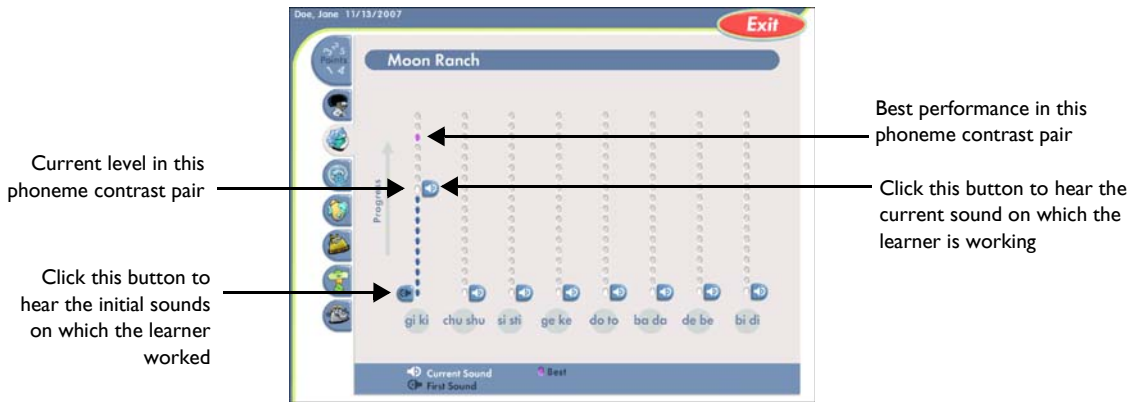 Doe, Jane 11/13/2007
Exit
Points
Moon Ranch
Best performance in this
phoneme contrast pair
Current level in this
phoneme contrast pair
Progress
Click this button to hear the
current sound on which the
learner is working
Click this button to
hear the initial sounds
on which the learner
worked
gi ki chu shu si sti ge ke do to ba da de be bi di
Current Sound Best
First Sound